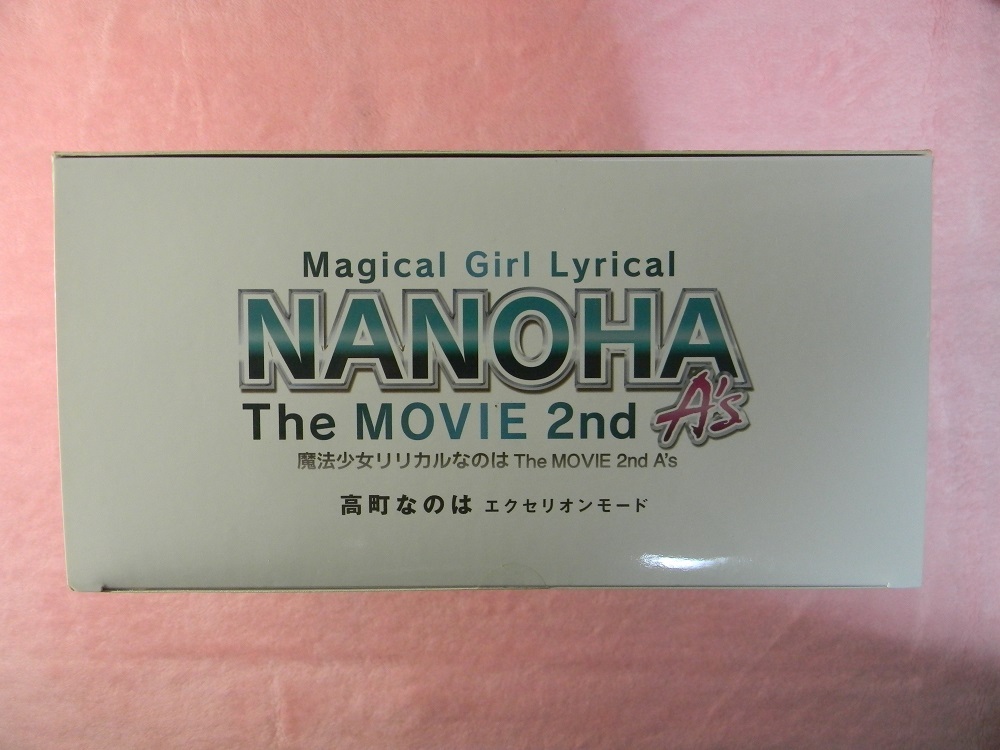 Magical Girl Lyrical
NANOHA
The MOVIE 2nd A's
魔法少女リリカルなのは The MOVIE 2nd A's
高町なのは エクセリオンモード